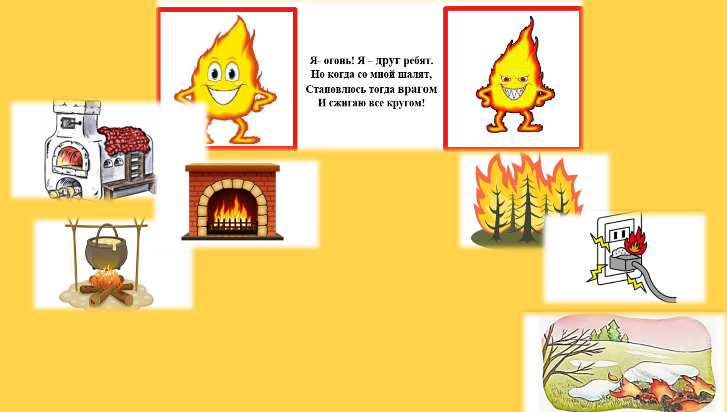 Я- огонь! Я – друг ребят.
Но когда со мной шалят,
Становлюсь тогда врагом
И сжигаю все кругом!